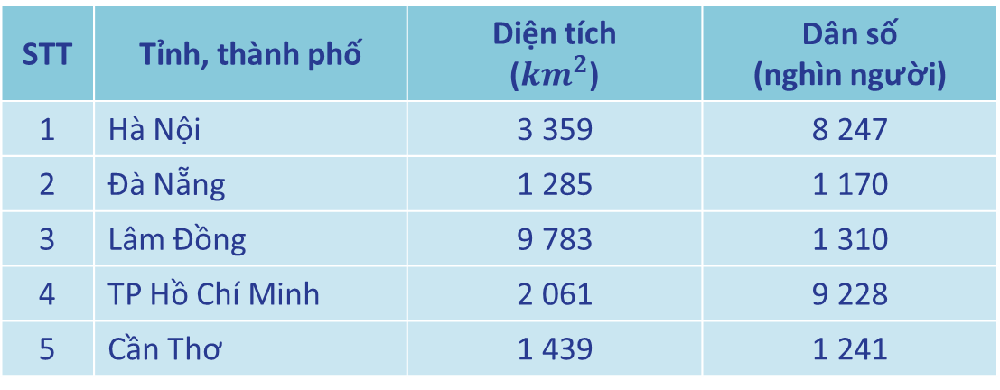 STT Tỉnh, thành phố Diện tích (km²) Dân số (nghìn người)
1 Hà Nội 3 359 8 247
2 Đà Nẵng 1 285 1 170
3 Lâm Đồng 9 783 1 310
4 TP Hồ Chí Minh 2 061 9 228
5 Cần Thơ 1 439 1 241